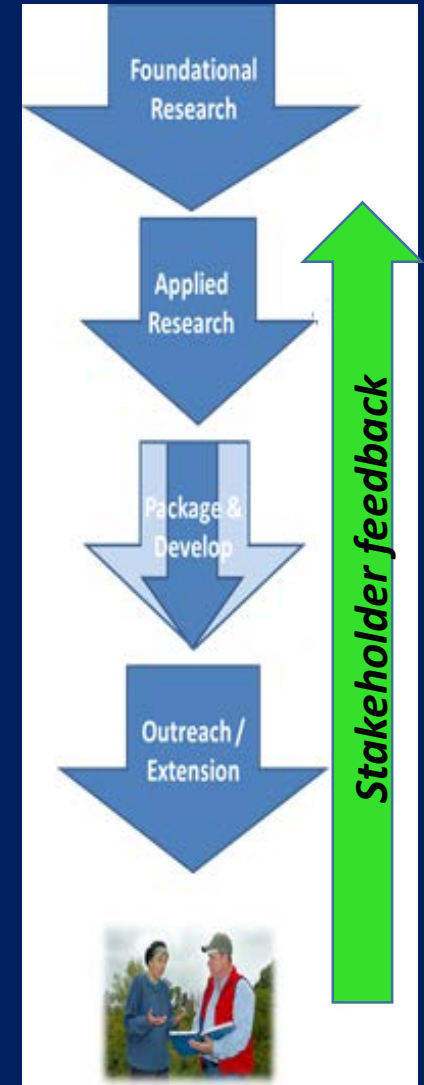 Foundational
Research
Applied
Research
Package &
Develop
Outreach /
Extension
Stakeholder feedback